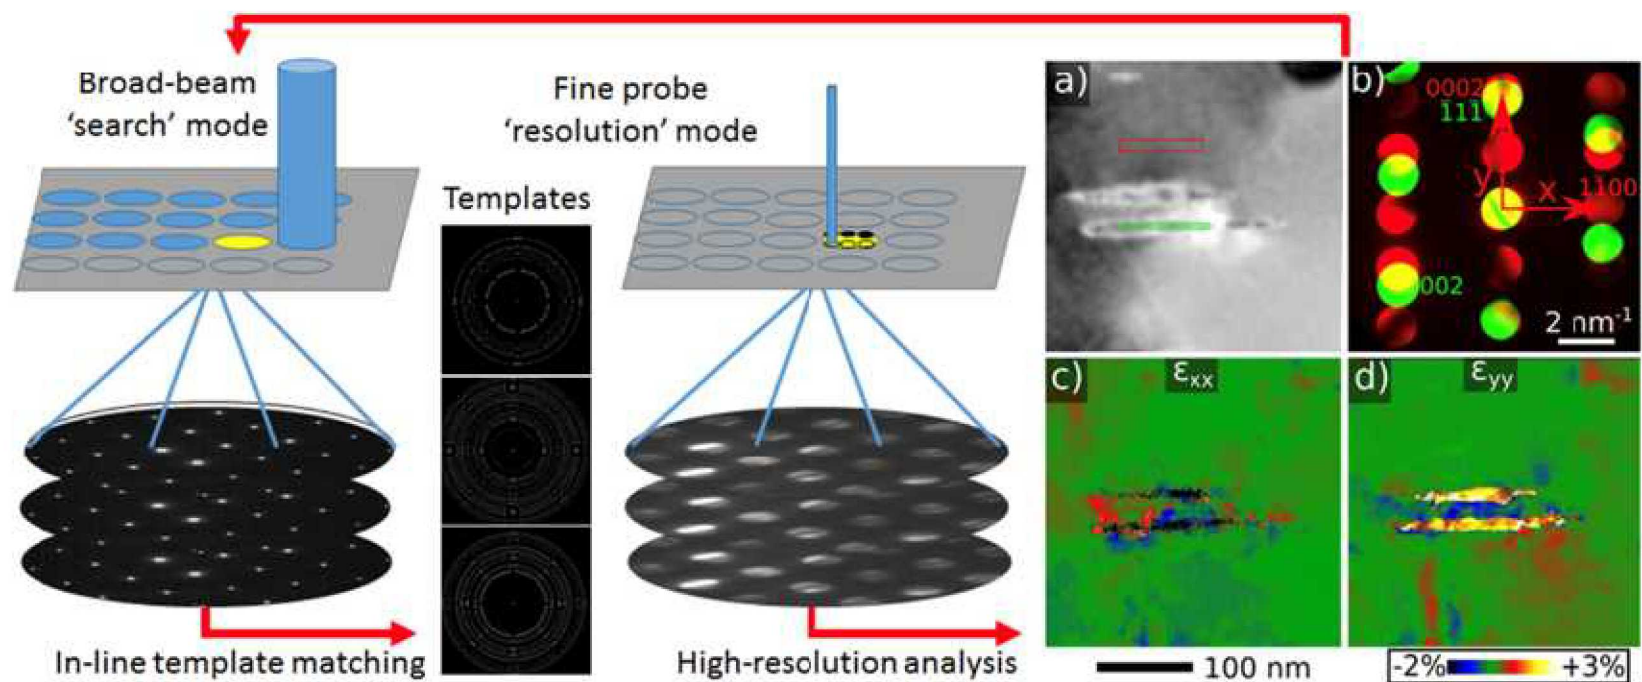 Broad-beam
‘search’ mode
Fine probe
‘resolution’ mode
Templates
In-line template matching
High-resolution analysis
a)
b)
0002
111
y
x
1100
002
2 nm-1
c)
εxx
d)
εyy
100 nm
-2%
+3%